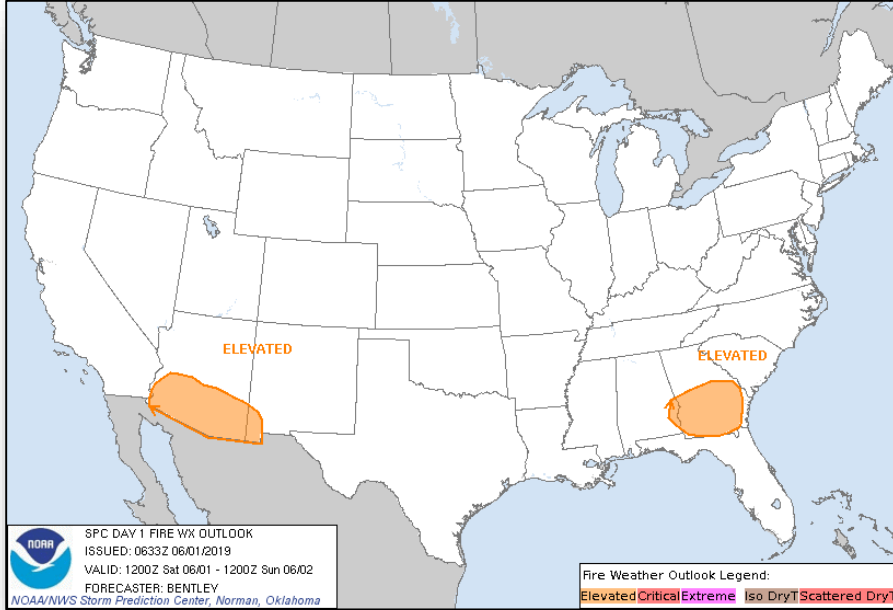 ELEVATED
ELEVATED
NOAA
SPC DAY 1 FIRE WX OUTLOOK
ISSUED: 0633Z 06/01/2019
VALID: 1200Z Sat 06/01 - 1200Z Sun 06/02
FORECASTER: BENTLEY
NOAA/NWS Storm Prediction Center, Norman, Oklahoma
Fire Weather Outlook Legend:
Elevated Critical Extreme Iso DryT Scattered DryT